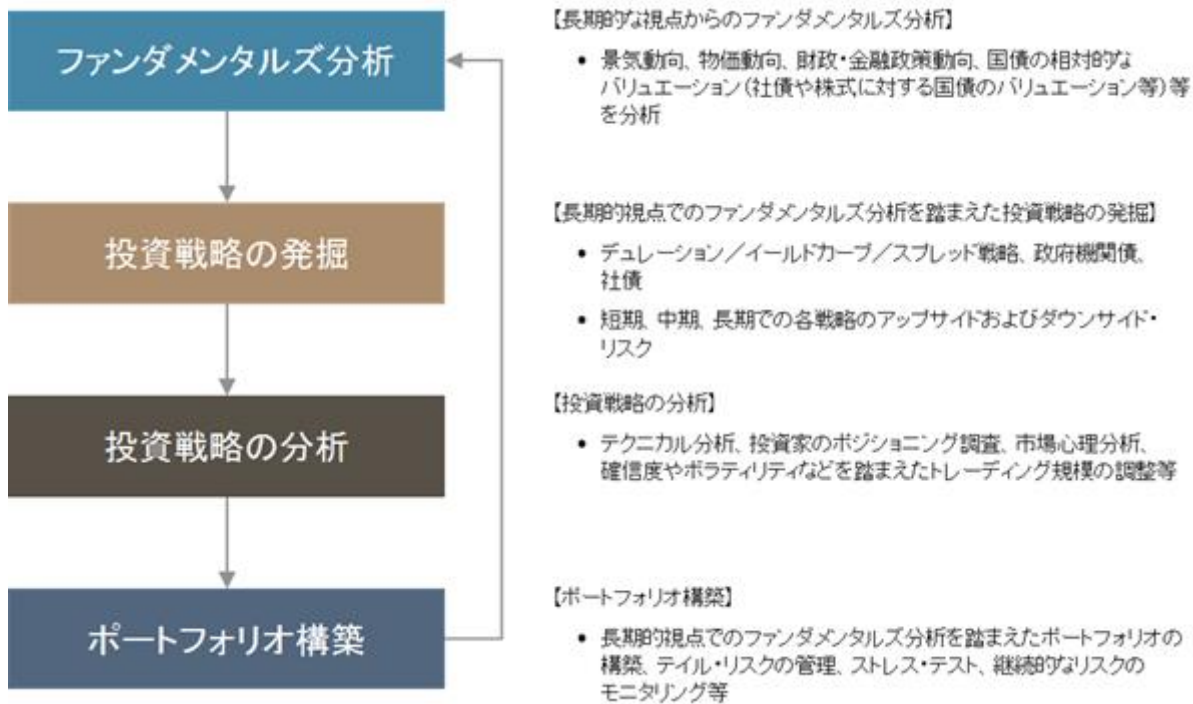 ファンダメンタルズ分析
【長期的な視点からのファンダメンタルズ分析】
• 景気動向、物価動向、財政・金融政策動向、国債の相対的な
バリュエーション（社債や株式に対する国債のバリュエーション等）等
を分析
投資戦略の発掘
【長期的視点でのファンダメンタルズ分析を踏まえた投資戦略の発掘】
• デュレーション／イールドカーブ／スプレッド戦略、政府機関債、
社債
• 短期、中期、長期での各戦略のアップサイドおよびダウンサイド・
リスク
投資戦略の分析
【投資戦略の分析】
• テクニカル分析、投資家のポジショニング調査、市場心理分析、
確信度やボラティリティなどを踏まえたトレーディング規模の調整等
ポートフォリオ構築
【ポートフォリオ構築】
• 長期的視点でのファンダメンタルズ分析を踏まえたポートフォリオの
構築、テイル・リスクの管理、ストレス・テスト、継続的なリスクの
モニタリング等